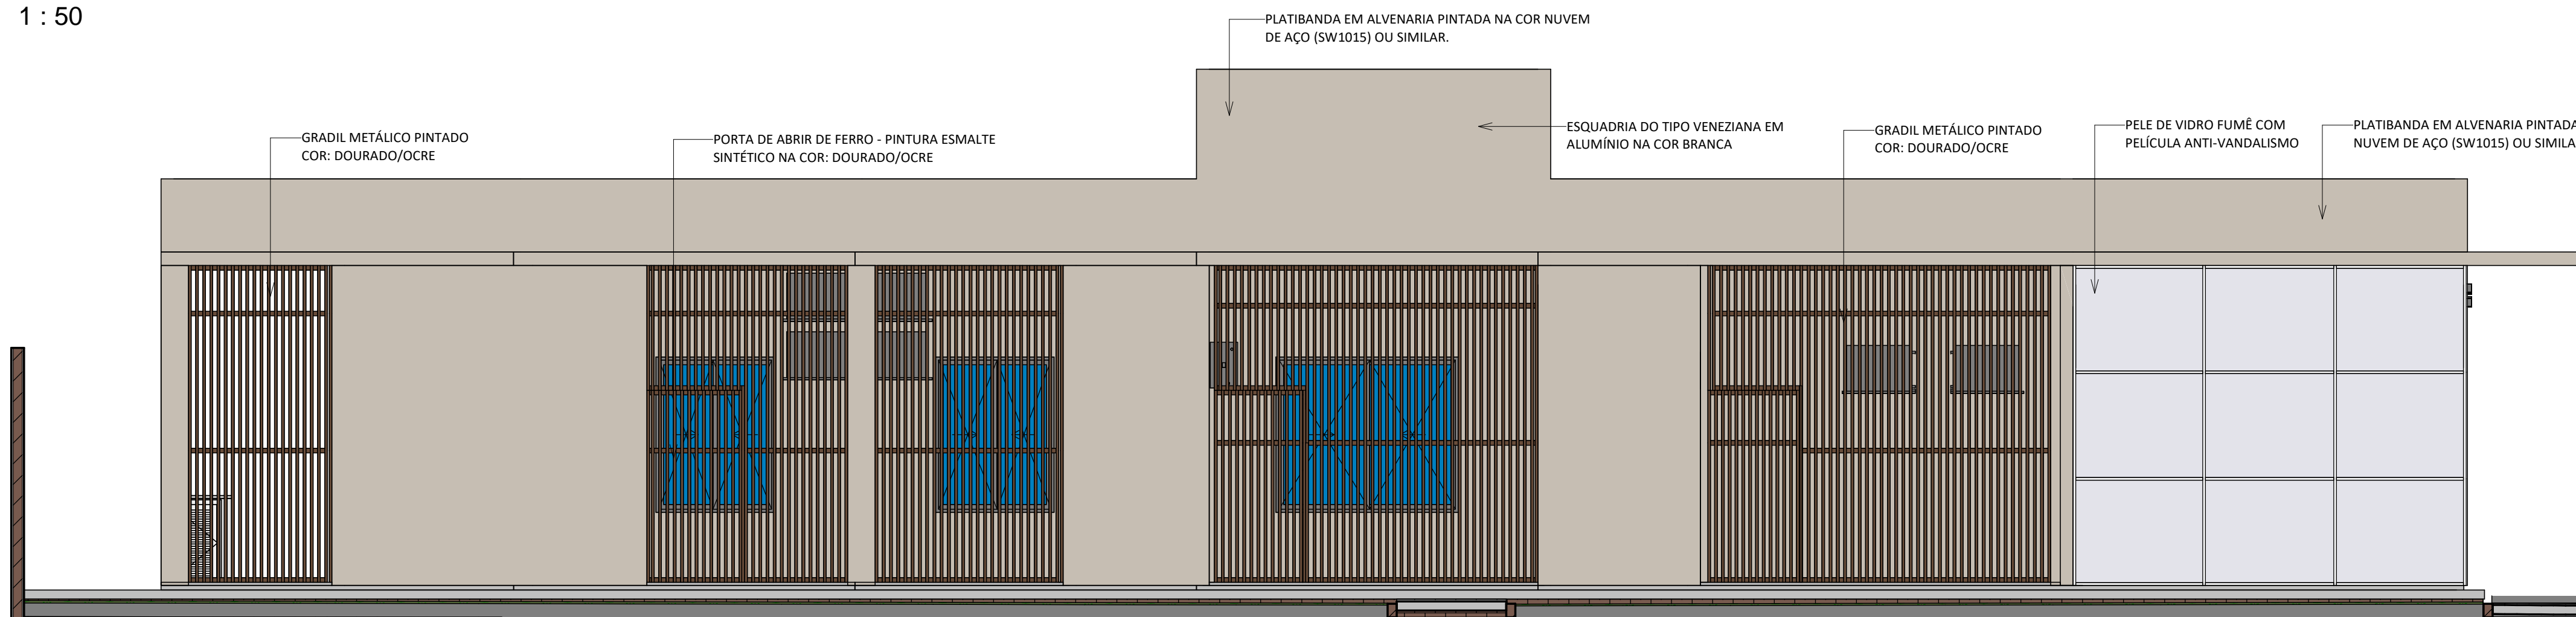 1 : 50
PLATIBANDA EM ALVENARIA PINTADA NA COR NUVEM
DE AÇO (SW1015) OU SIMILAR.
GRADIL METÁLICO PINTADO
COR: DOURADO/OCRE
PORTA DE ABRIR DE FERRO - PINTURA ESMALTE
SINTÉTICO NA COR: DOURADO/OCRE
ESQUADRIA DO TIPO VENEZIANA EM
ALUMÍNIO NA COR BRANCA
GRADIL METÁLICO PINTADO
COR: DOURADO/OCRE
PELE DE VIDRO FUMÊ COM
PELÍCULA ANTI-VANDALISMO
PLATIBANDA EM ALVENARIA PINTADA
NUVEM DE AÇO (SW1015) OU SIMILA